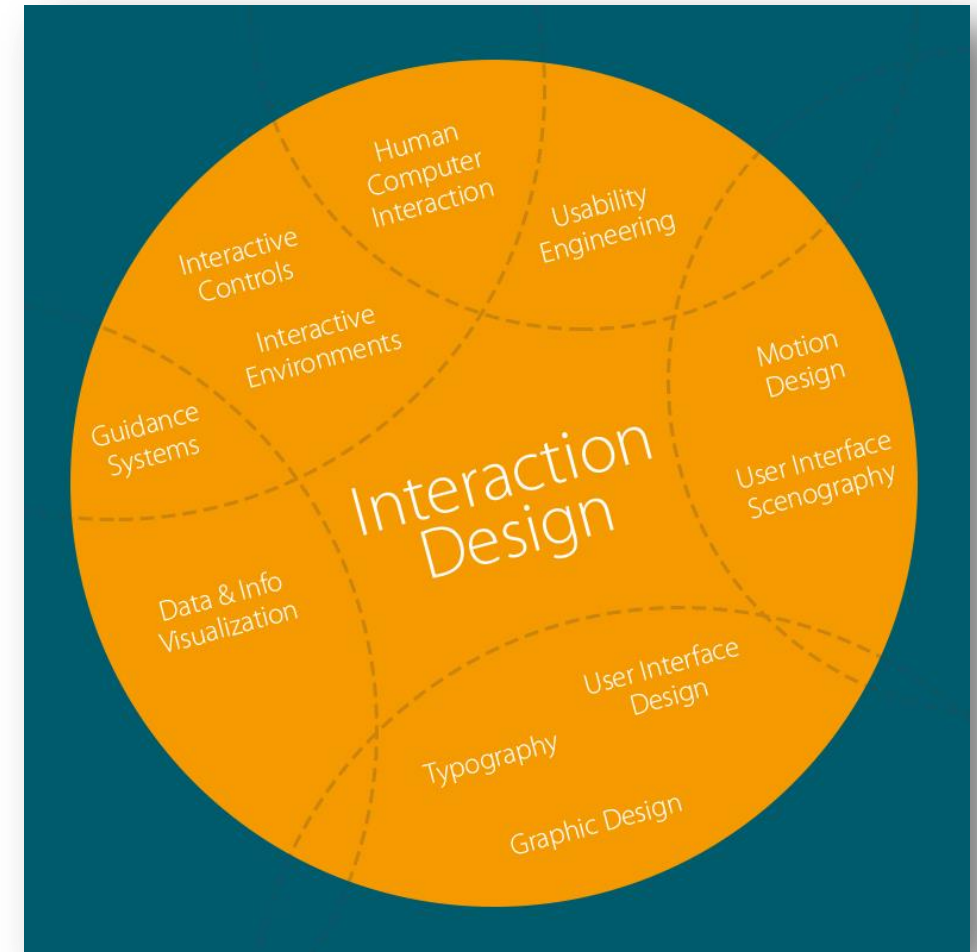 Human
Computer
Interaction
Usability
Engineering
Interactive
Controls
Interactive
Environments
Motion
Design
Guidance
Systems
User Interface
Scenography
Interaction
Design
Data & Info
Visualization
User Interface
Design
Typography
Graphic Design